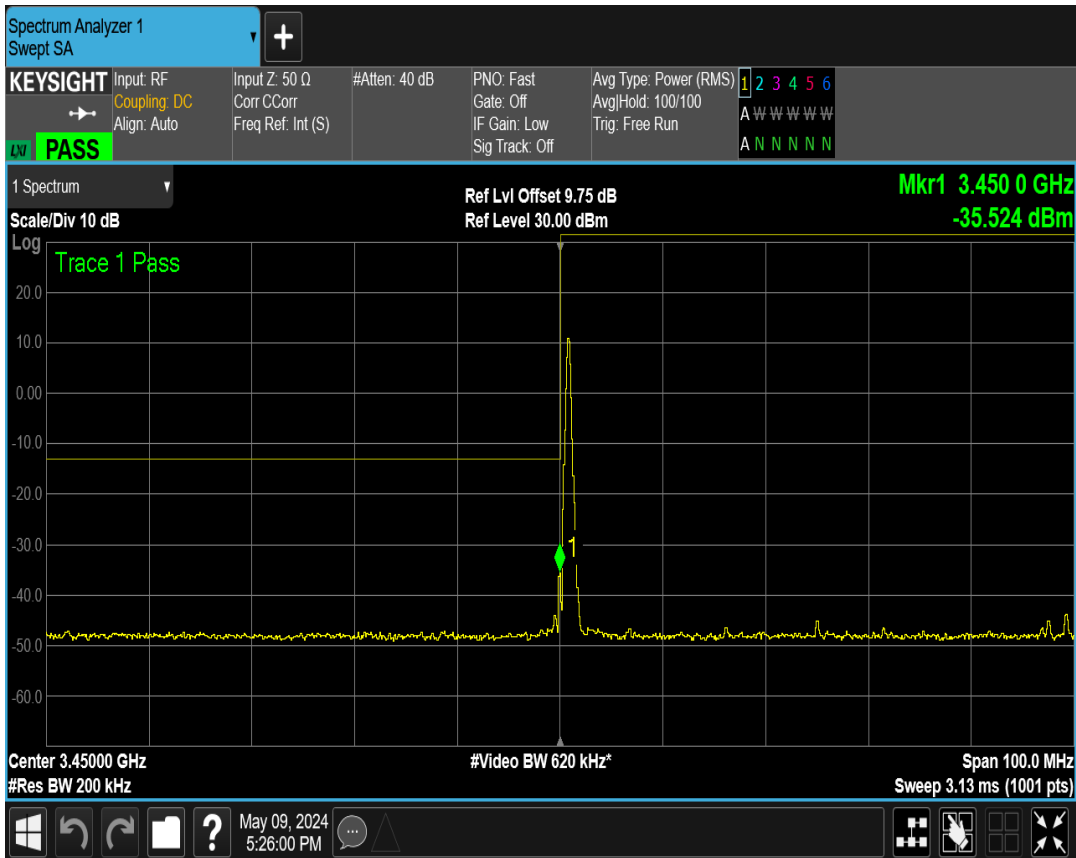 Spectrum Analyzer 1
Swept SA
KEYSIGHT
LXI PASS
Input: RF
Coupling: DC
Align: Auto
Input Z: 50 Ω
Corr CCorr
Freq Ref: Int (S)
#Atten: 40 dB
PNO: Fast
Gate: Off
IF Gain: Low
Sig Track: Off
Avg Type: Power (RMS)
Avg|Hold: 100/100
Trig: Free Run
1 2 3 4 5 6
A W W W W W
A N N N N N
1 Spectrum
Scale/Div 10 dB
Ref Lvl Offset 9.75 dB
Ref Level 30.00 dBm
Mkr1 3.450 0 GHz
-35.524 dBm
Log
Trace 1 Pass
20.0
10.0
0.00
-10.0
-20.0
-30.0
-40.0
-50.0
-60.0
1
Center 3.45000 GHz
#Res BW 200 kHz
#Video BW 620 kHz*
Span 100.0 MHz
Sweep 3.13 ms (1001 pts)
?
May 09, 2024
5:26:00 PM